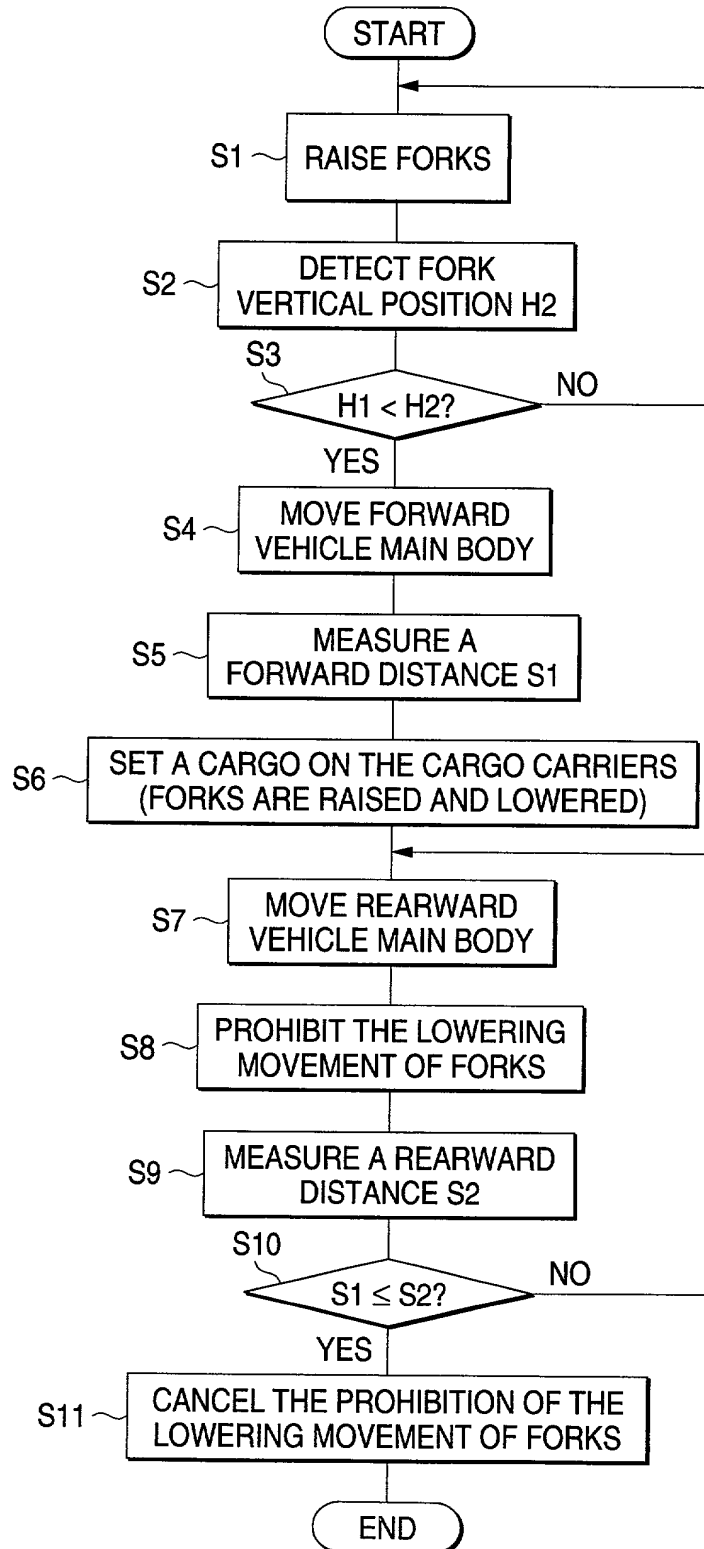 START
S1
RAISE FORKS
S2
DETECT FORK
VERTICAL POSITION H2
S3
H1 < H2?
NO
YES
S4
MOVE FORWARD
VEHICLE MAIN BODY
S5
MEASURE A
FORWARD DISTANCE S1
S6
SET A CARGO ON THE CARGO CARRIERS
(FORKS ARE RAISED AND LOWERED)
S7
MOVE REARWARD
VEHICLE MAIN BODY
S8
PROHIBIT THE LOWERING
MOVEMENT OF FORKS
S9
MEASURE A REARWARD
DISTANCE S2
S10
S1 ≤ S2?
NO
YES
S11
CANCEL THE PROHIBITION OF THE
LOWERING MOVEMENT OF FORKS
END